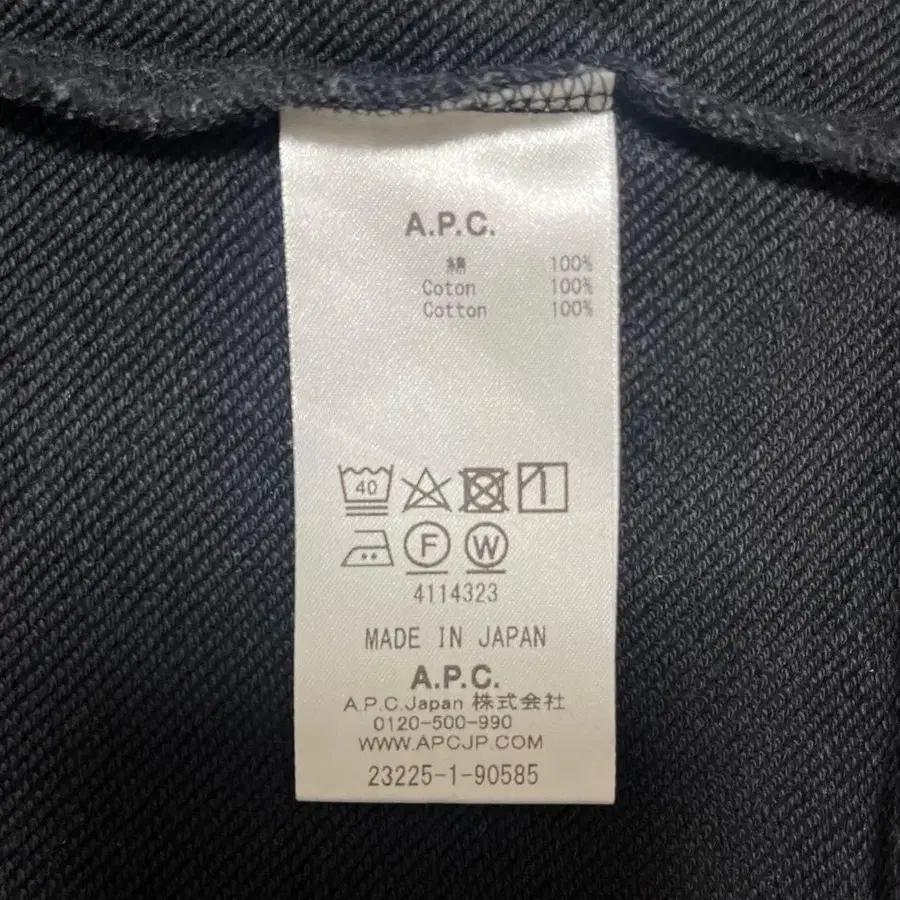 A.P.C.
綿 100%
Coton 100%
Cotton 100%
40
F W
4114323
MADE IN JAPAN
A.P.C.
A.P.C.Japan 株式会社
0120-500-990
WWW.APCJP.COM
23225-1-90585